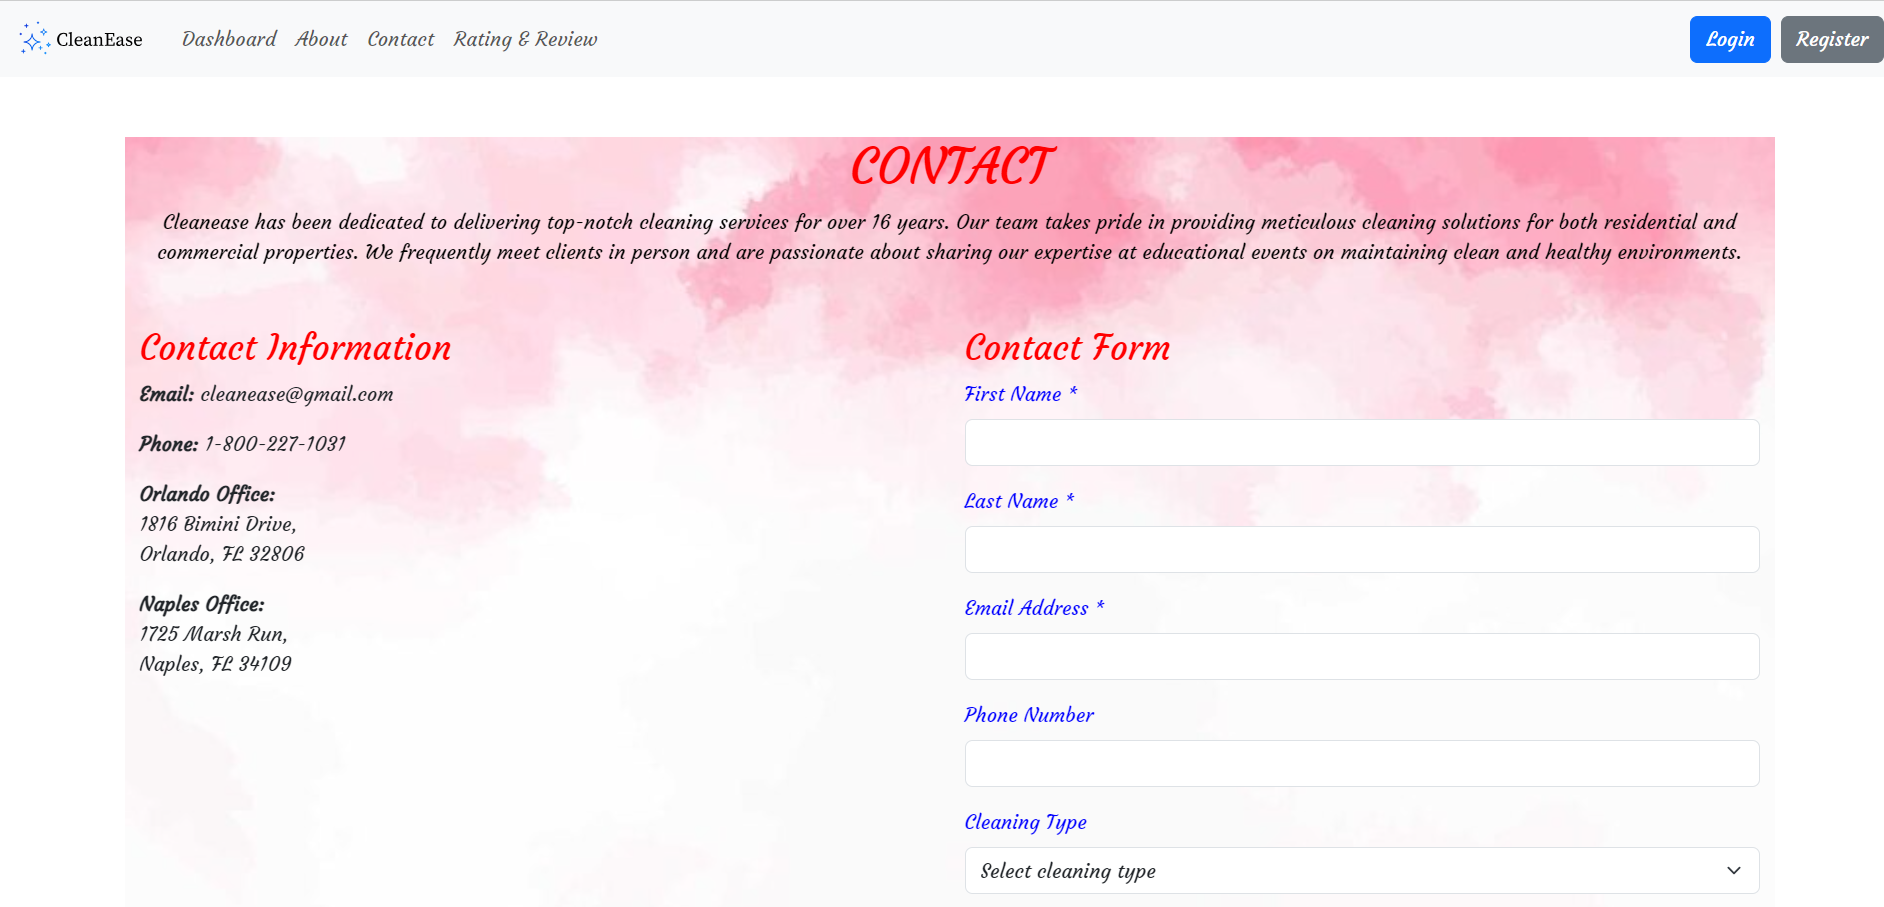 CleanEase Dashboard About Contact Rating & Review Login Register
CONTACT
Cleanease has been dedicated to delivering top-notch cleaning services for over 16 years. Our team takes pride in providing meticulous cleaning solutions for both residential and
commercial properties. We frequently meet clients in person and are passionate about sharing our expertise at educational events on maintaining clean and healthy environments.
Contact Information
Email: cleanease@gmail.com
Phone: 1-800-227-1031
Orlando Office:
1816 Bimini Drive,
Orlando, FL 32806
Naples Office:
1725 Marsh Run,
Naples, FL 34109
Contact Form
First Name *
Last Name *
Email Address *
Phone Number
Cleaning Type
Select cleaning type